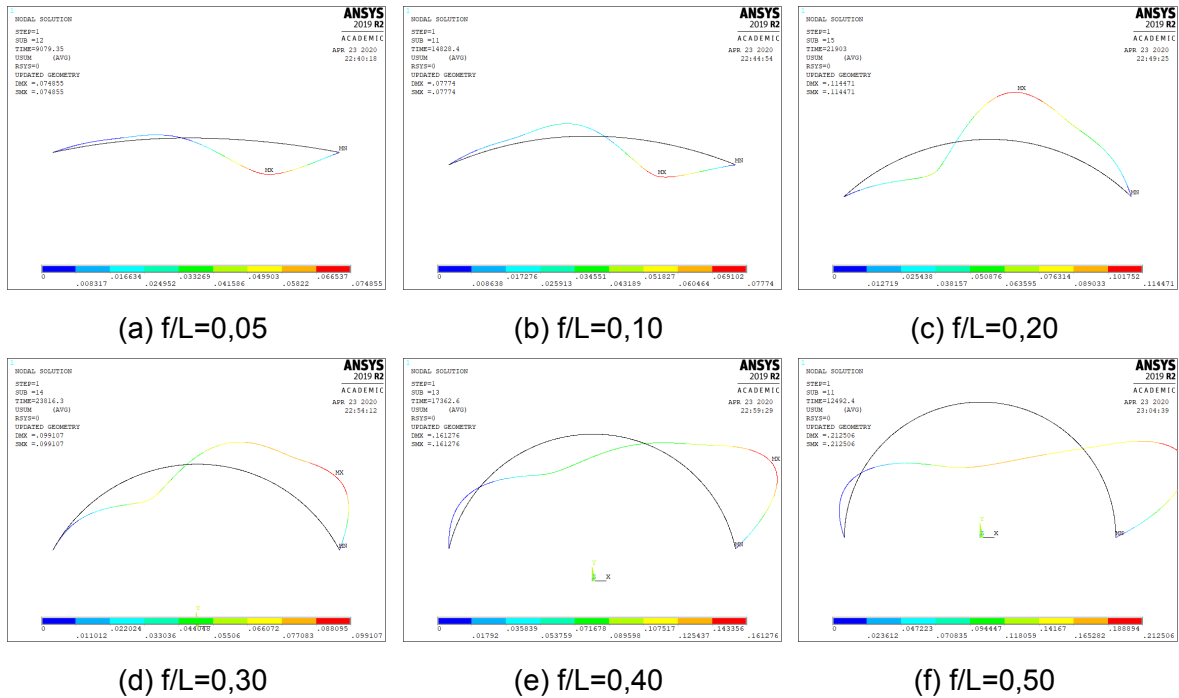 1
NODAL SOLUTION
STEP=1
SUB =12
TIME=9079.35
USUM     (AVG)
RSYS=0
UPDATED GEOMETRY
DMX =.074855
SMX =.074855
ANSYS
2019 R2
ACADEMIC
APR 23 2020
22:40:18
MN
MX
0 .016634 .033269 .049903 .066537
.008317 .024952 .041586 .05822 .074855
(a) f/L=0,05
1
NODAL SOLUTION
STEP=1
SUB =11
TIME=14828.4
USUM     (AVG)
RSYS=0
UPDATED GEOMETRY
DMX =.07774
SMX =.07774
ANSYS
2019 R2
ACADEMIC
APR 23 2020
22:44:54
MN
MX
0 .017276 .034551 .051827 .069102
.008638 .025913 .043189 .060464 .07774
(b) f/L=0,10
1
NODAL SOLUTION
STEP=1
SUB =15
TIME=21903
USUM     (AVG)
RSYS=0
UPDATED GEOMETRY
DMX =.114471
SMX =.114471
ANSYS
2019 R2
ACADEMIC
APR 23 2020
22:49:25
MX
MN
0 .025438 .050876 .076314 .101752
.012719 .038157 .063595 .089033 .114471
(c) f/L=0,20
1
NODAL SOLUTION
STEP=1
SUB =14
TIME=23816.3
USUM     (AVG)
RSYS=0
UPDATED GEOMETRY
DMX =.099107
SMX =.099107
ANSYS
2019 R2
ACADEMIC
APR 23 2020
22:54:12
MX
MN
Y
0 .022024 .044048 .066072 .088095
.011012 .033036 .05506 .077083 .099107
(d) f/L=0,30
1
NODAL SOLUTION
STEP=1
SUB =13
TIME=17362.6
USUM     (AVG)
RSYS=0
UPDATED GEOMETRY
DMX =.161276
SMX =.161276
ANSYS
2019 R2
ACADEMIC
APR 23 2020
22:59:29
MX
MN
Y
X
0 .035839 .071678 .107517 .143356
.01792 .053759 .089598 .125437 .161276
(e) f/L=0,40
1
NODAL SOLUTION
STEP=1
SUB =11
TIME=12492.4
USUM     (AVG)
RSYS=0
UPDATED GEOMETRY
DMX =.212506
SMX =.212506
ANSYS
2019 R2
ACADEMIC
APR 23 2020
23:04:39
MN
Y
X
0 .047223 .094447 .14167 .188894
.023612 .070835 .118059 .165282 .212506
(f) f/L=0,50